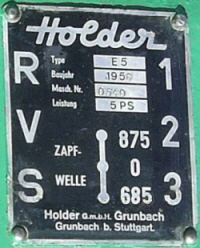 Holder
Type E 5
Baujahr 1950
Masch. Nr.
Leistung 5 PS
R 1
V 2
S 3
875
ZAPF- 0
WELLE 685
Holder G.m.b.H. Grunbach
Grunbach b. Stuttgart.